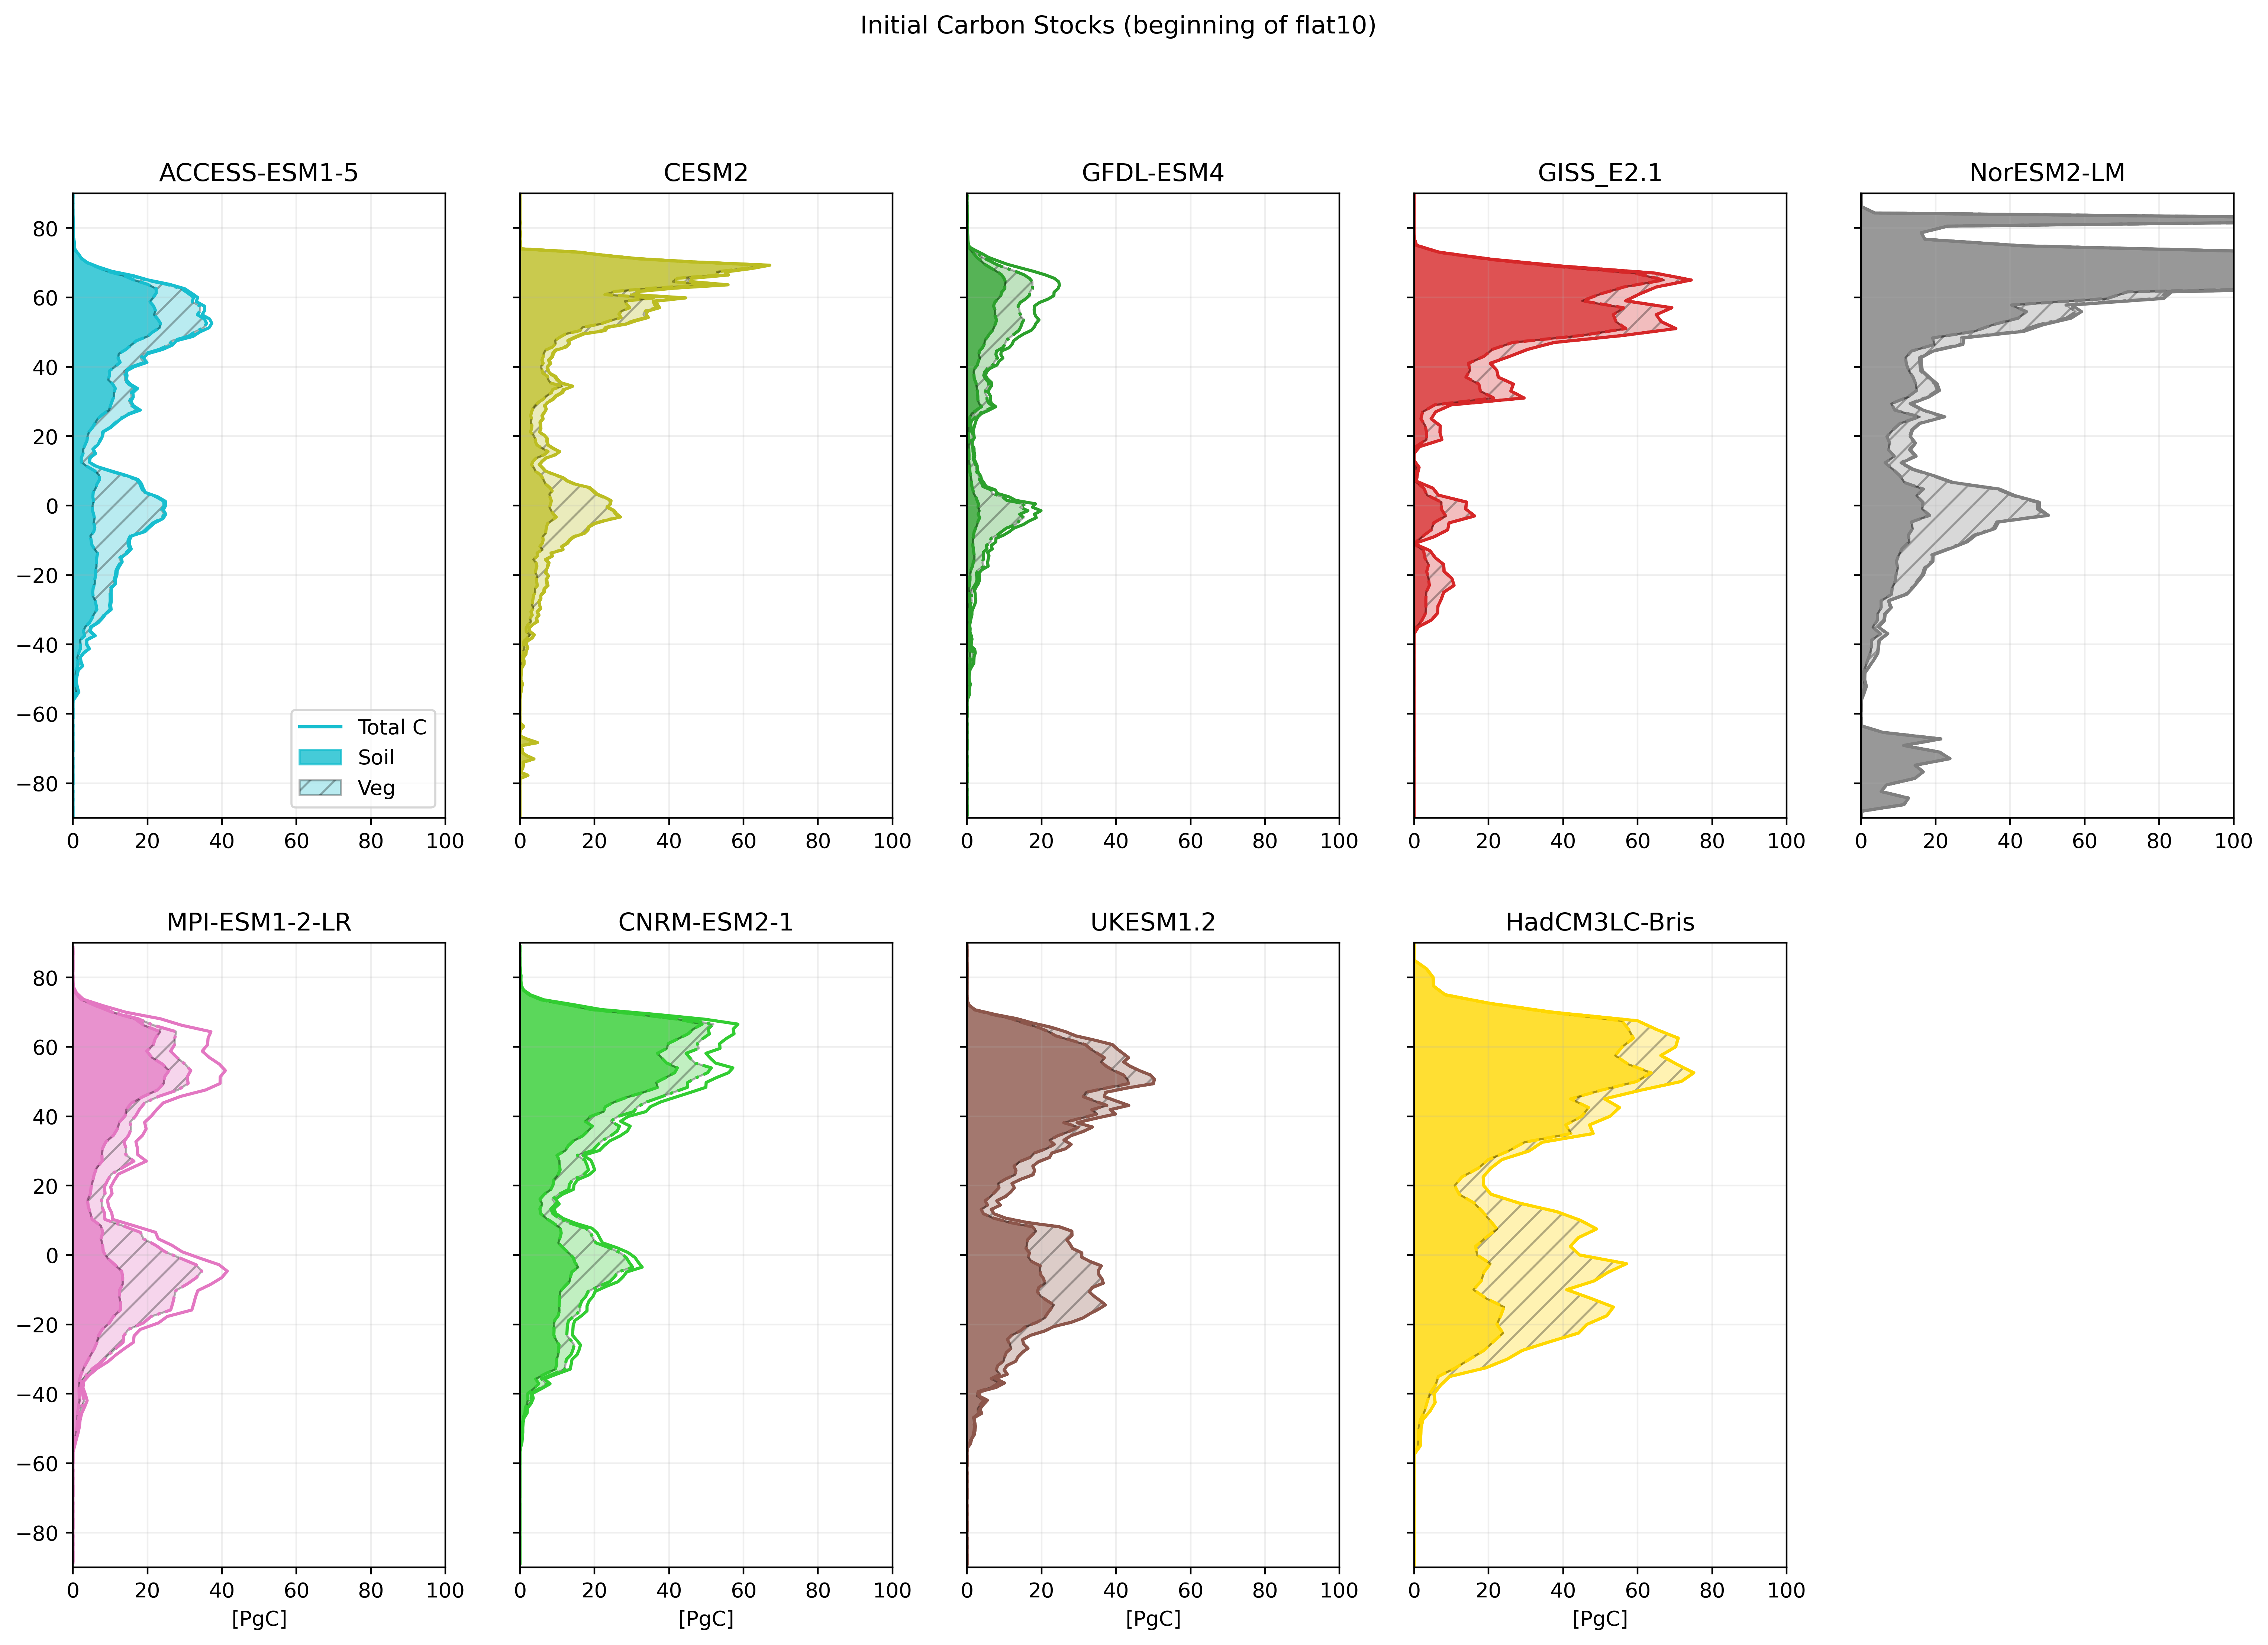 Initial Carbon Stocks (beginning of flat10)
ACCESS-ESM1-5
CESM2
GFDL-ESM4
GISS_E2.1
NorESM2-LM
80
60
40
20
0
−20
−40
−60
−80
Total C
Soil
Veg
0 20 40 60 80 100
0 20 40 60 80 100
0 20 40 60 80 100
0 20 40 60 80 100
0 20 40 60 80 100
MPI-ESM1-2-LR
CNRM-ESM2-1
UKESM1.2
HadCM3LC-Bris
80
60
40
20
0
−20
−40
−60
−80
0 20 40 60 80 100
0 20 40 60 80 100
0 20 40 60 80 100
0 20 40 60 80 100
[PgC]
[PgC]
[PgC]
[PgC]